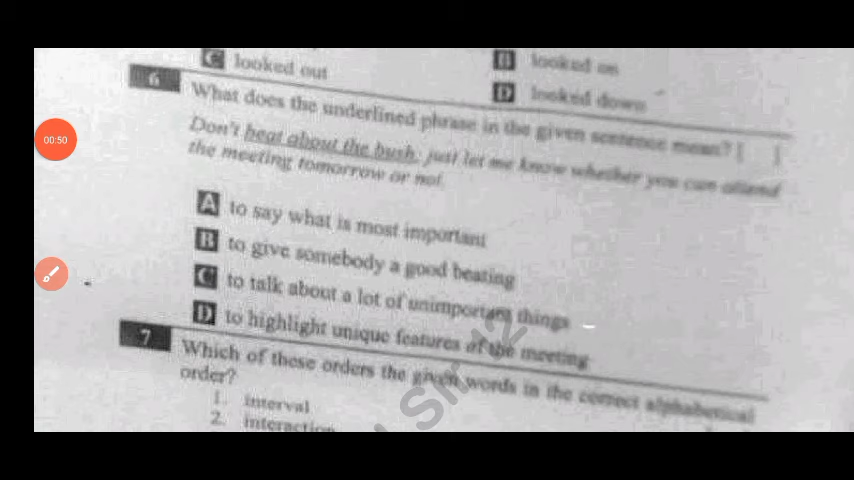 C looked out
B looked on
D looked down
6 What does the underlined phrase in the given sentence mean? [ ]
Don't beat about the bush; just let me know whether you can attend
the meeting tomorrow or not.
A to say what is most important
B to give somebody a good beating
C to talk about a lot of unimportant things
D to highlight unique features of the meeting
7 Which of these orders the given words in the correct alphabetical
order?
1. interval
2. interaction
00:50